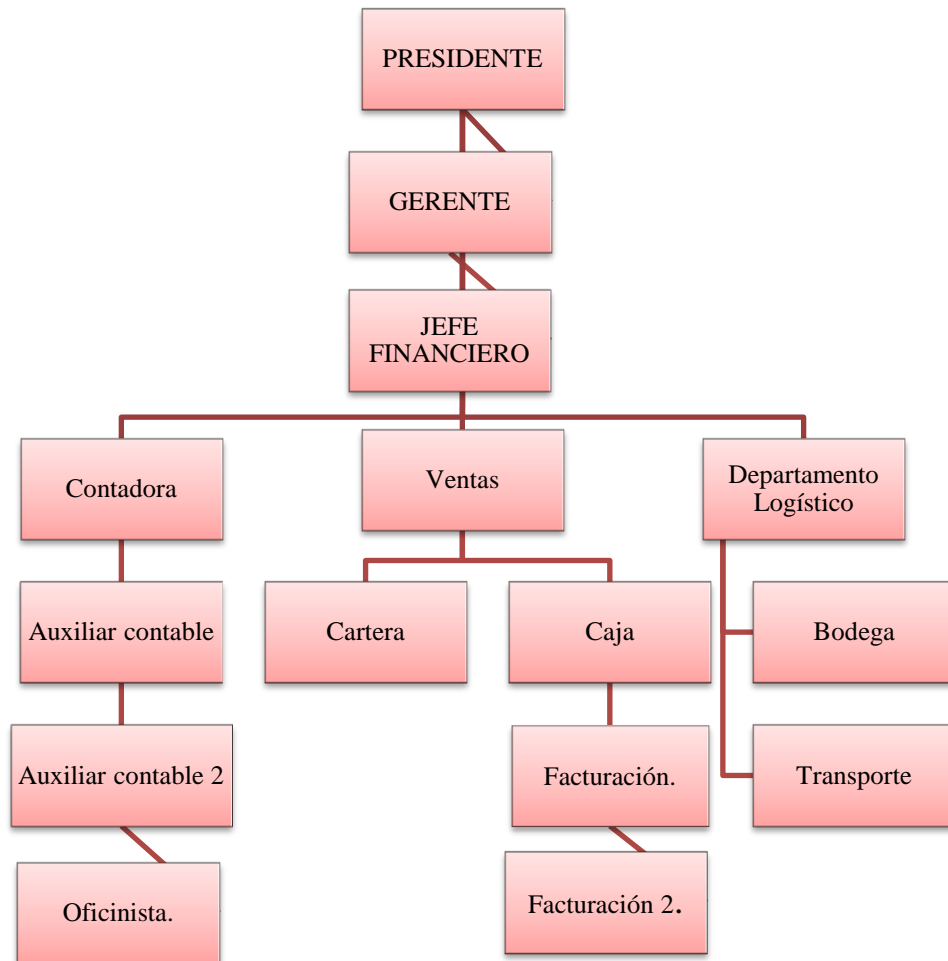 PRESIDENTE
GERENTE
JEFE
FINANCIERO
Contadora
Ventas
Departamento
Logístico
Auxiliar contable
Cartera
Caja
Bodega
Auxiliar contable 2
Facturación.
Transporte
Oficinista.
Facturación 2.